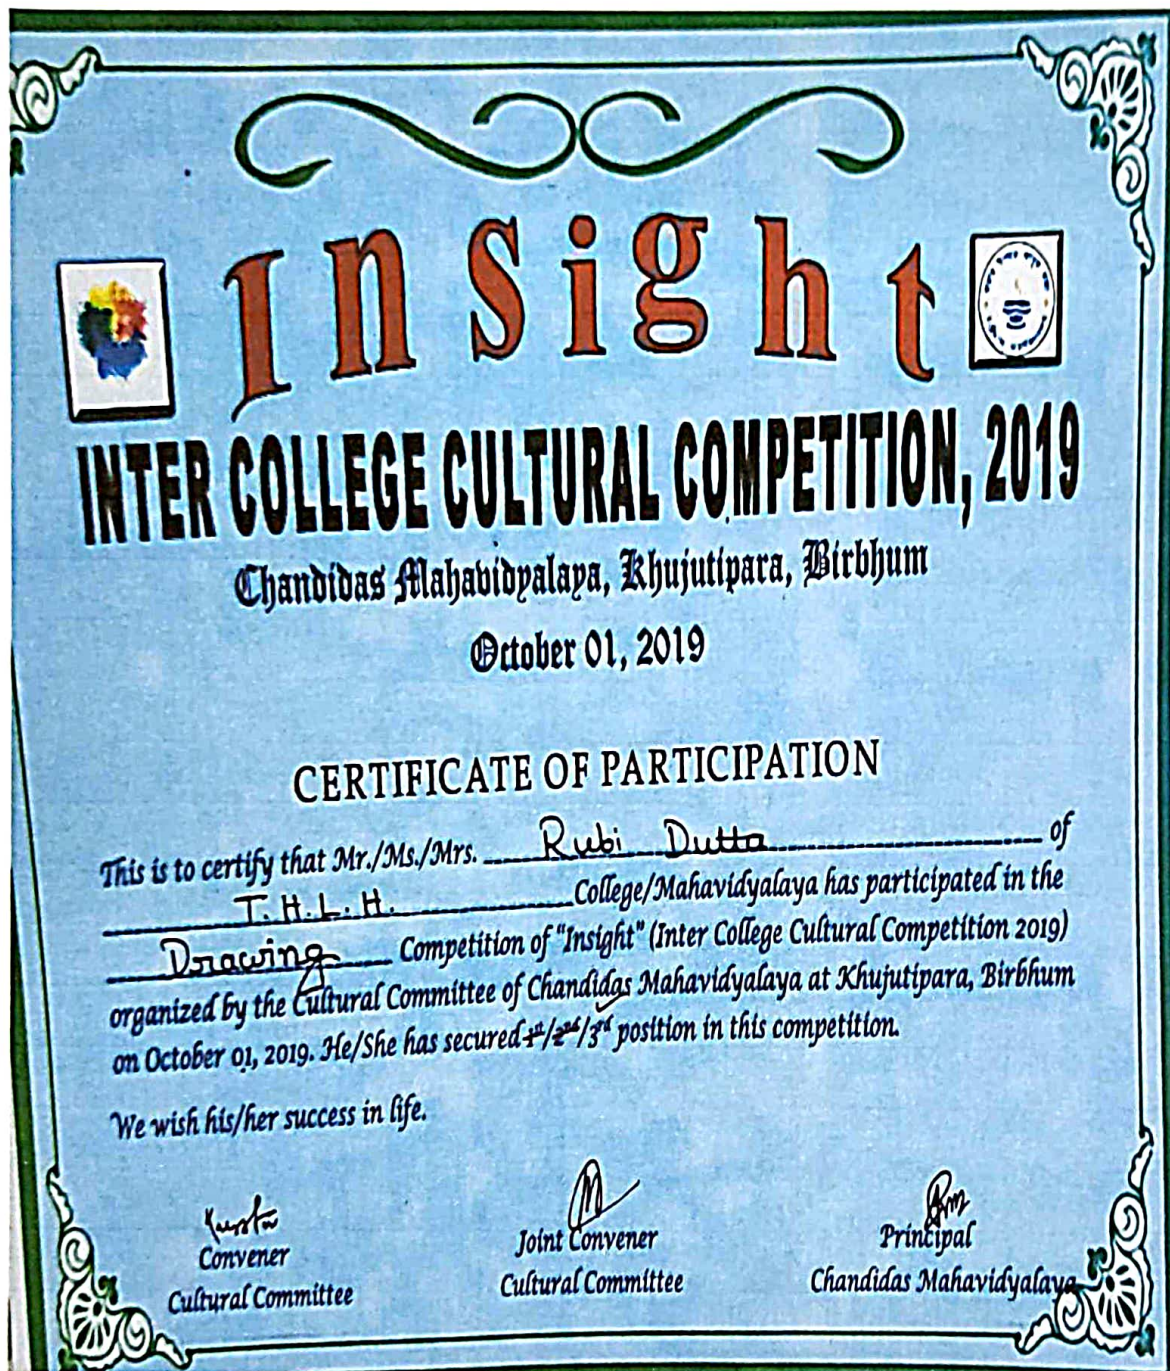 Insight
INTER COLLEGE CULTURAL COMPETITION, 2019
Chandidas Mahavidyalaya, Khujutipara, Birbhum
October 01, 2019
CERTIFICATE OF PARTICIPATION
This is to certify that Mr./Ms./Mrs. Rubi Dutta of
T.H.L.H. College/Mahavidyalaya has participated in the
Drawing Competition of "Insight" (Inter College Cultural Competition 2019)
organized by the Cultural Committee of Chandidas Mahavidyalaya at Khujutipara, Birbhum
on October 01, 2019. He/She has secured 1st/2nd/3rd position in this competition.
We wish his/her success in life.
Convener
Cultural Committee
Joint Convener
Cultural Committee
Principal
Chandidas Mahavidyalaya